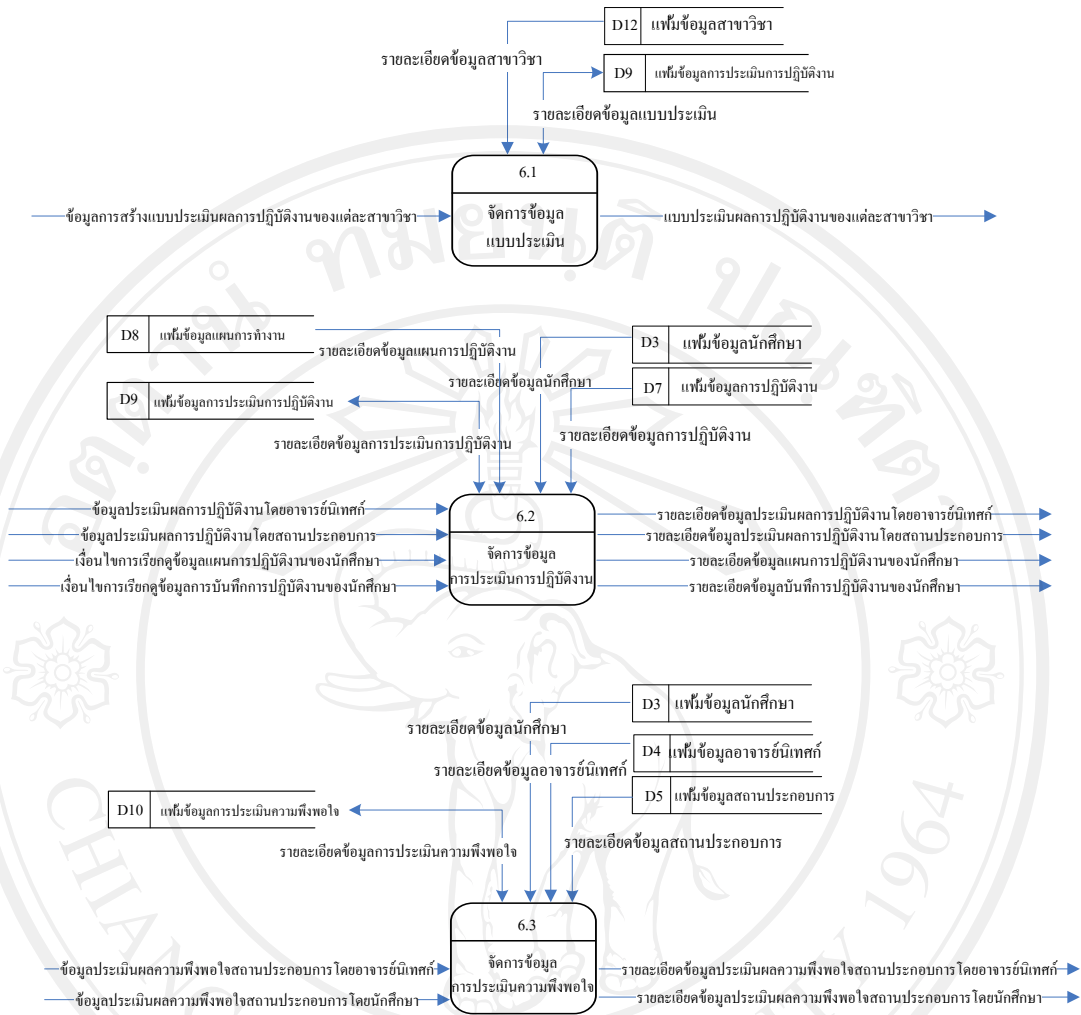 D12 แฟ้มข้อมูลสาขาวิชา
รายละเอียดข้อมูลสาขาวิชา
D9 แฟ้มข้อมูลการประเมินการปฏิบัติงาน
รายละเอียดข้อมูลแบบประเมิน
6.1
ข้อมูลการสร้างแบบประเมินผลการปฏิบัติงานของแต่ละสาขาวิชา
จัดการข้อมูล
แบบประเมิน
แบบประเมินผลการปฏิบัติงานของแต่ละสาขาวิชา
D8 แฟ้มข้อมูลแผนการทำงาน
รายละเอียดข้อมูลแผนการปฏิบัติงาน
D3 แฟ้มข้อมูลนักศึกษา
รายละเอียดข้อมูลนักศึกษา
D7 แฟ้มข้อมูลการปฏิบัติงาน
D9 แฟ้มข้อมูลการประเมินการปฏิบัติงาน
รายละเอียดข้อมูลการประเมินการปฏิบัติงาน
รายละเอียดข้อมูลการปฏิบัติงาน
6.2
จัดการข้อมูล
การประเมินการปฏิบัติงาน
ข้อมูลประเมินผลการปฏิบัติงานโดยอาจารย์นิเทศก์
ข้อมูลประเมินผลการปฏิบัติงานโดยสถานประกอบการ
เงื่อนไขการเรียกดูข้อมูลแผนการปฏิบัติงานของนักศึกษา
เงื่อนไขการเรียกดูข้อมูลการบันทึกการปฏิบัติงานของนักศึกษา
รายละเอียดข้อมูลประเมินผลการปฏิบัติงานโดยอาจารย์นิเทศก์
รายละเอียดข้อมูลประเมินผลการปฏิบัติงานโดยสถานประกอบการ
รายละเอียดข้อมูลแผนการปฏิบัติงานของนักศึกษา
รายละเอียดข้อมูลบันทึการปฏิบัติงานของนักศึกษา
D3 แฟ้มข้อมูลนักศึกษา
รายละเอียดข้อมูลนักศึกษา
D4 แฟ้มข้อมูลอาจารย์นิเทศก์
รายละเอียดข้อมูลอาจารย์นิเทศก์
D5 แฟ้มข้อมูลสถานประกอบการ
รายละเอียดข้อมูลสถานประกอบการ
D10 แฟ้มข้อมูลการประเมินความพึงพอใจ
รายละเอียดข้อมูลการประเมินความพึงพอใจ
6.3
จัดการข้อมูล
การประเมินความพึงพอใจ
ข้อมูลประเมินผลความพึงพอใจสถานประกอบการโดยอาจารย์นิเทศก์
ข้อมูลประเมินผลความพึงพอใจสถานประกอบการโดยนักศึกษา
รายละเอียดข้อมูลประเมินผลความพึงพอใจสถานประกอบการโดยอาจารย์นิเทศก์
รายละเอียดข้อมูลประเมินผลความพึงพอใจสถานประกอบการโดยนักศึกษา